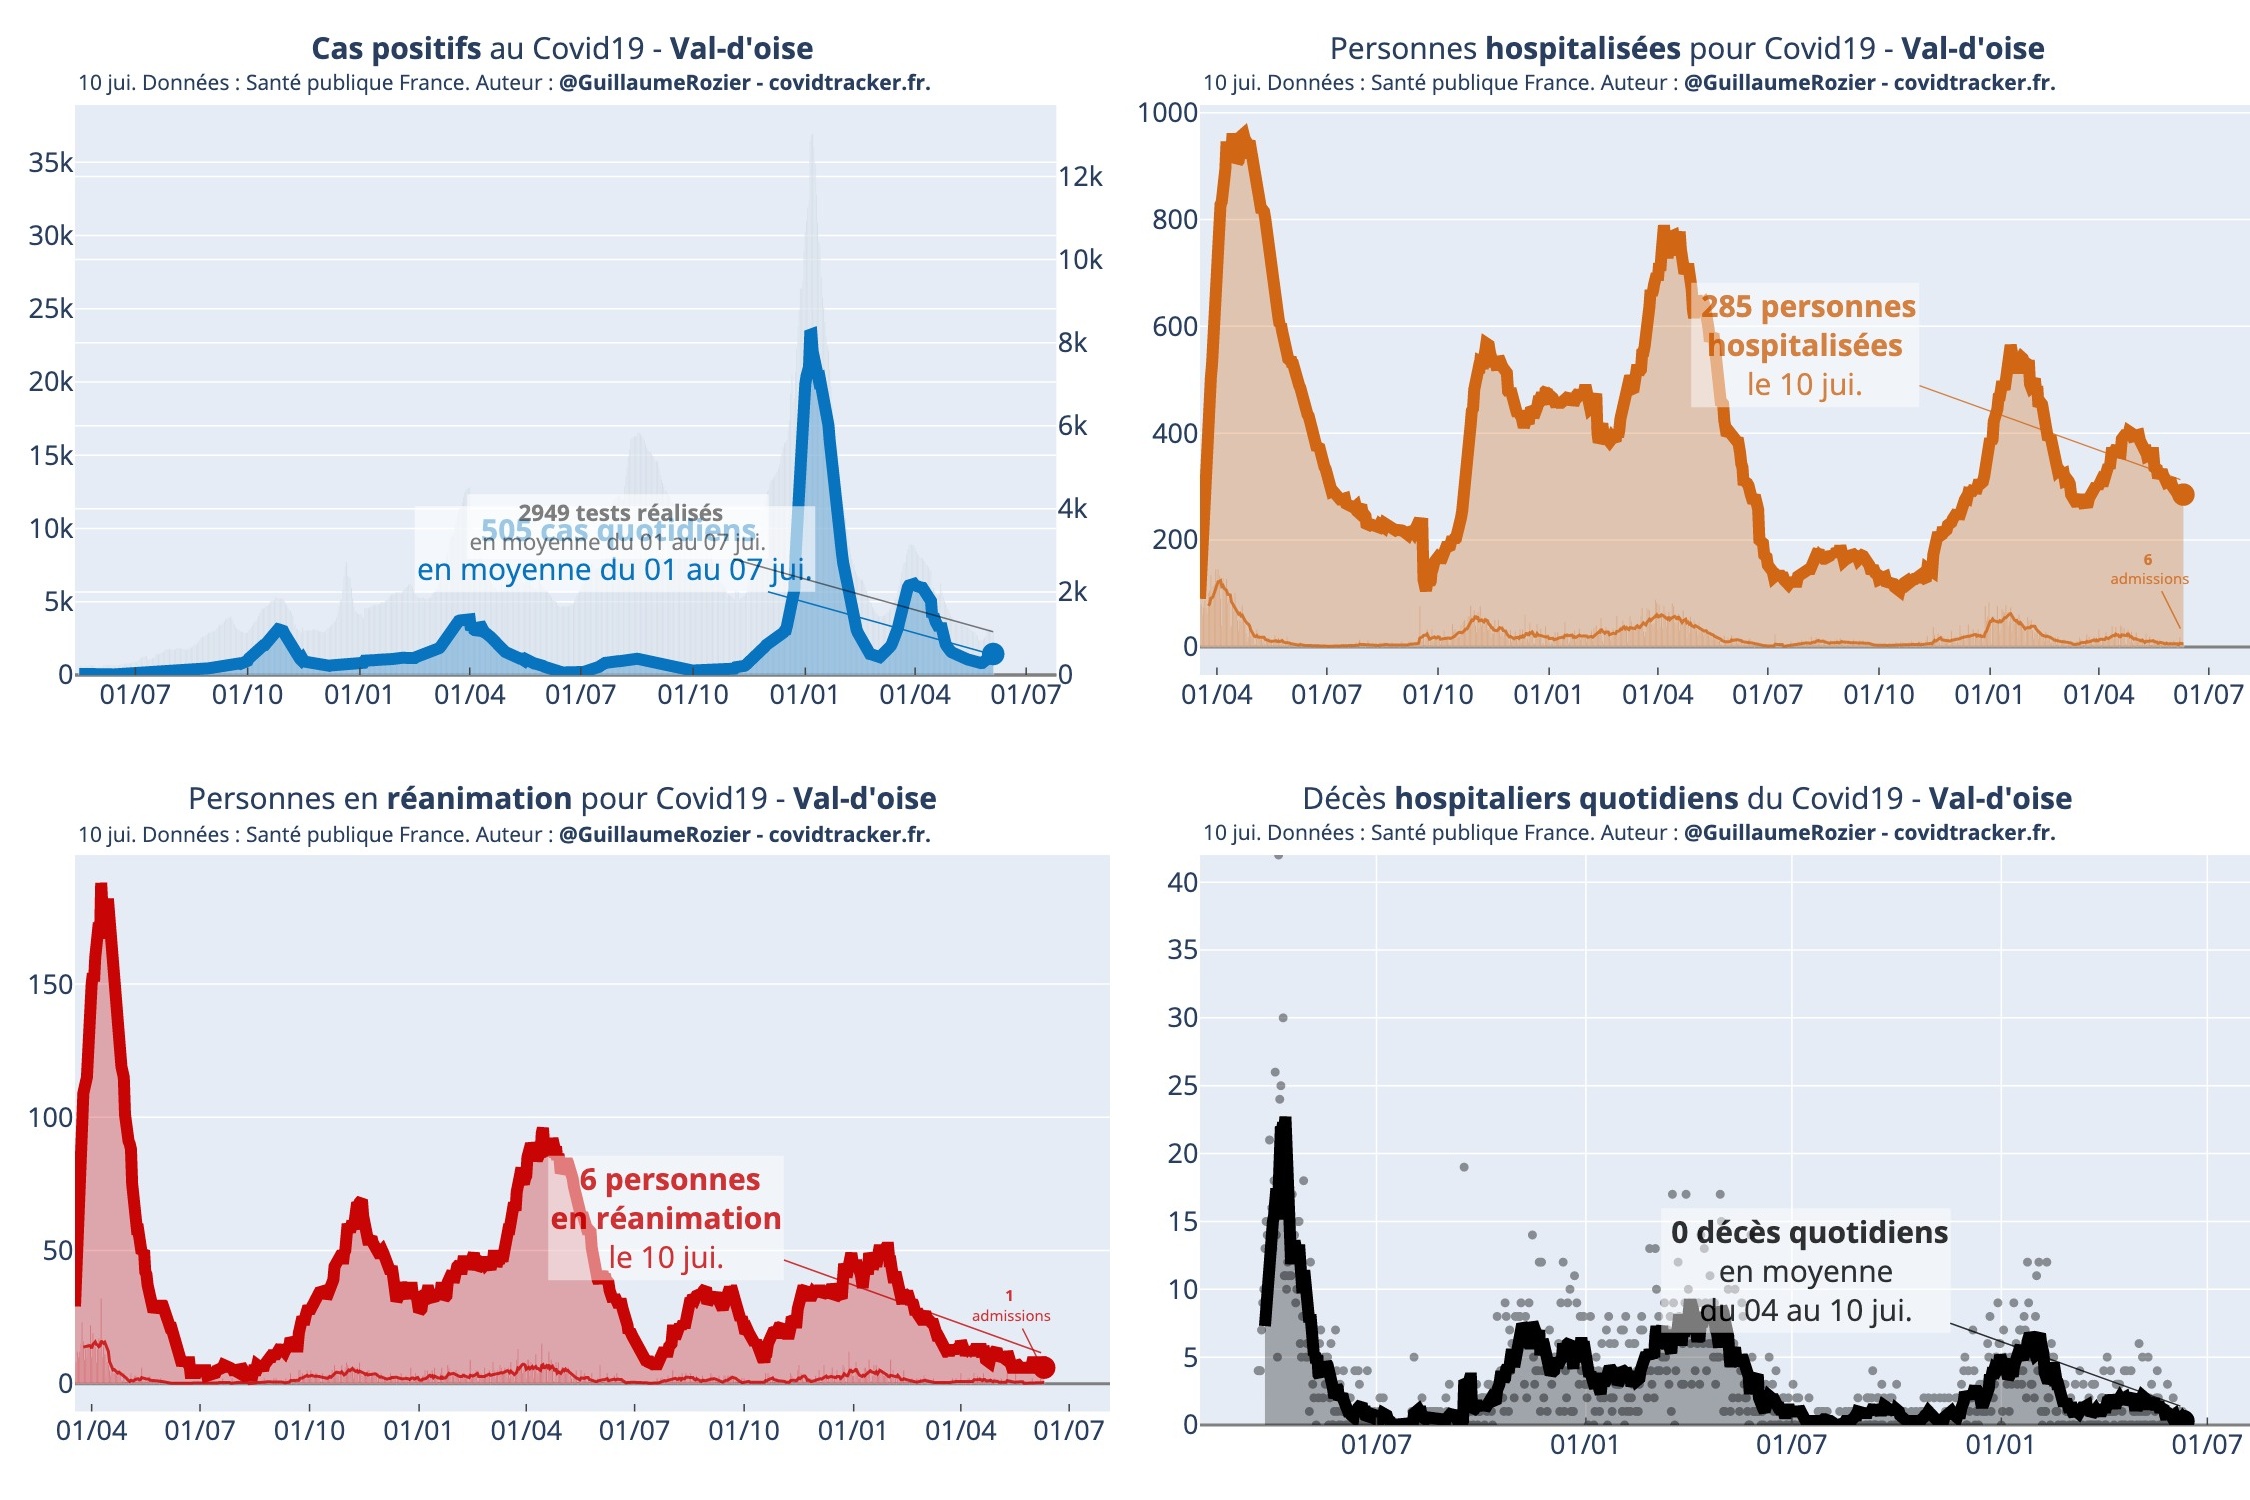 Cas positifs au Covid19 - Val-d'oise
10 jui. Données : Santé publique France. Auteur : @GuillaumeRozier - covidtracker.fr.
35k
30k
25k
20k
15k
10k
5k
0
12k
10k
8k
6k
4k
2k
0
2949 tests réalisés
en moyenne du 01 au 07 jui.
505 cas quotidiens
en moyenne du 01 au 07 jui.
01/07
01/10
01/01
01/04
01/07
01/10
01/01
01/04
01/07
Personnes hospitalisées pour Covid19 - Val-d'oise
10 jui. Données : Santé publique France. Auteur : @GuillaumeRozier - covidtracker.fr.
1000
800
600
400
200
0
285 personnes
hospitalisées
le 10 jui.
6
admissions
01/04
01/07
01/10
01/01
01/04
01/07
01/10
01/01
01/04
01/07
Personnes en réanimation pour Covid19 - Val-d'oise
10 jui. Données : Santé publique France. Auteur : @GuillaumeRozier - covidtracker.fr.
150
100
50
0
6 personnes
en réanimation
le 10 jui.
1
admissions
01/04
01/07
01/10
01/01
01/04
01/07
01/10
01/01
01/04
01/07
Décès hospitaliers quotidiens du Covid19 - Val-d'oise
10 jui. Données : Santé publique France. Auteur : @GuillaumeRozier - covidtracker.fr.
40
35
30
25
20
15
10
5
0
0 décès quotidiens
en moyenne
du 04 au 10 jui.
01/07
01/01
01/07
01/01
01/07